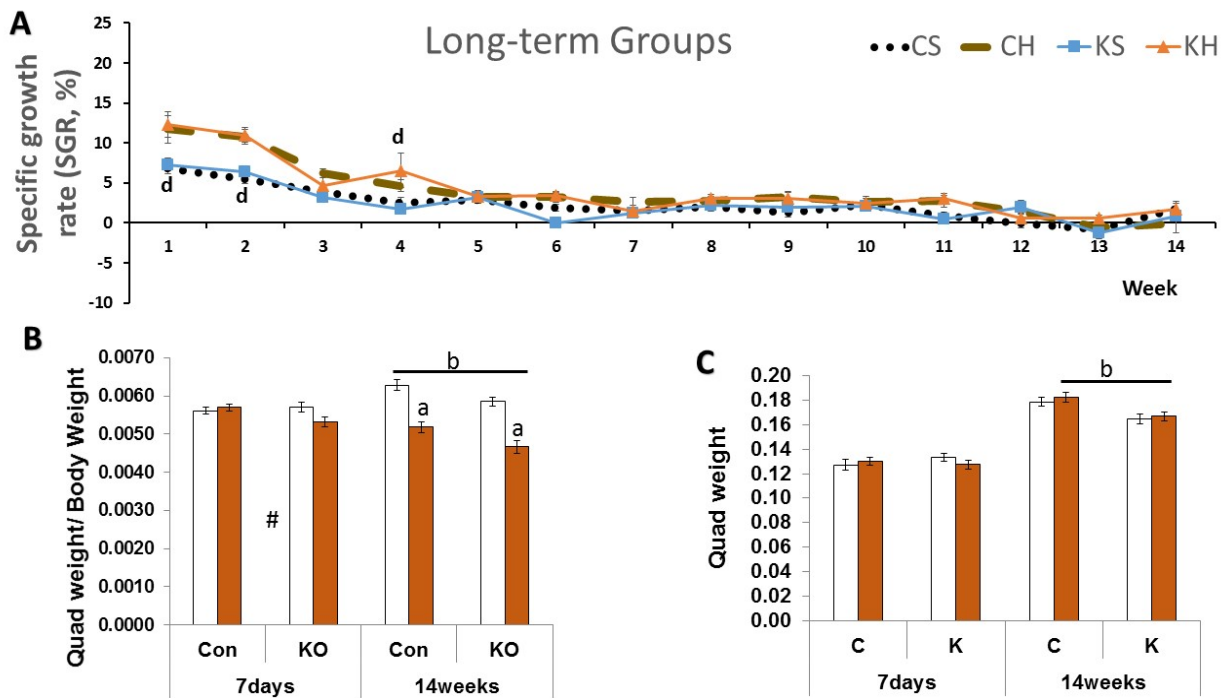 A
Long-term Groups
CS CH KS KH
Specific growth
rate (SGR, %)
25
20
15
10
5
0
-5
-10
d
d
d
1 2 3 4 5 6 7 8 9 10 11 12 13 14
Week
B
Quad weight/ Body Weight
0.0070
0.0060
0.0050
0.0040
0.0030
0.0020
0.0010
0.0000
b
a
a
#
Con KO Con KO
7days 14weeks
C
Quad weight
0.20
0.18
0.16
0.14
0.12
0.10
0.08
0.06
0.04
0.02
0.00
b
C K C K
7days 14weeks